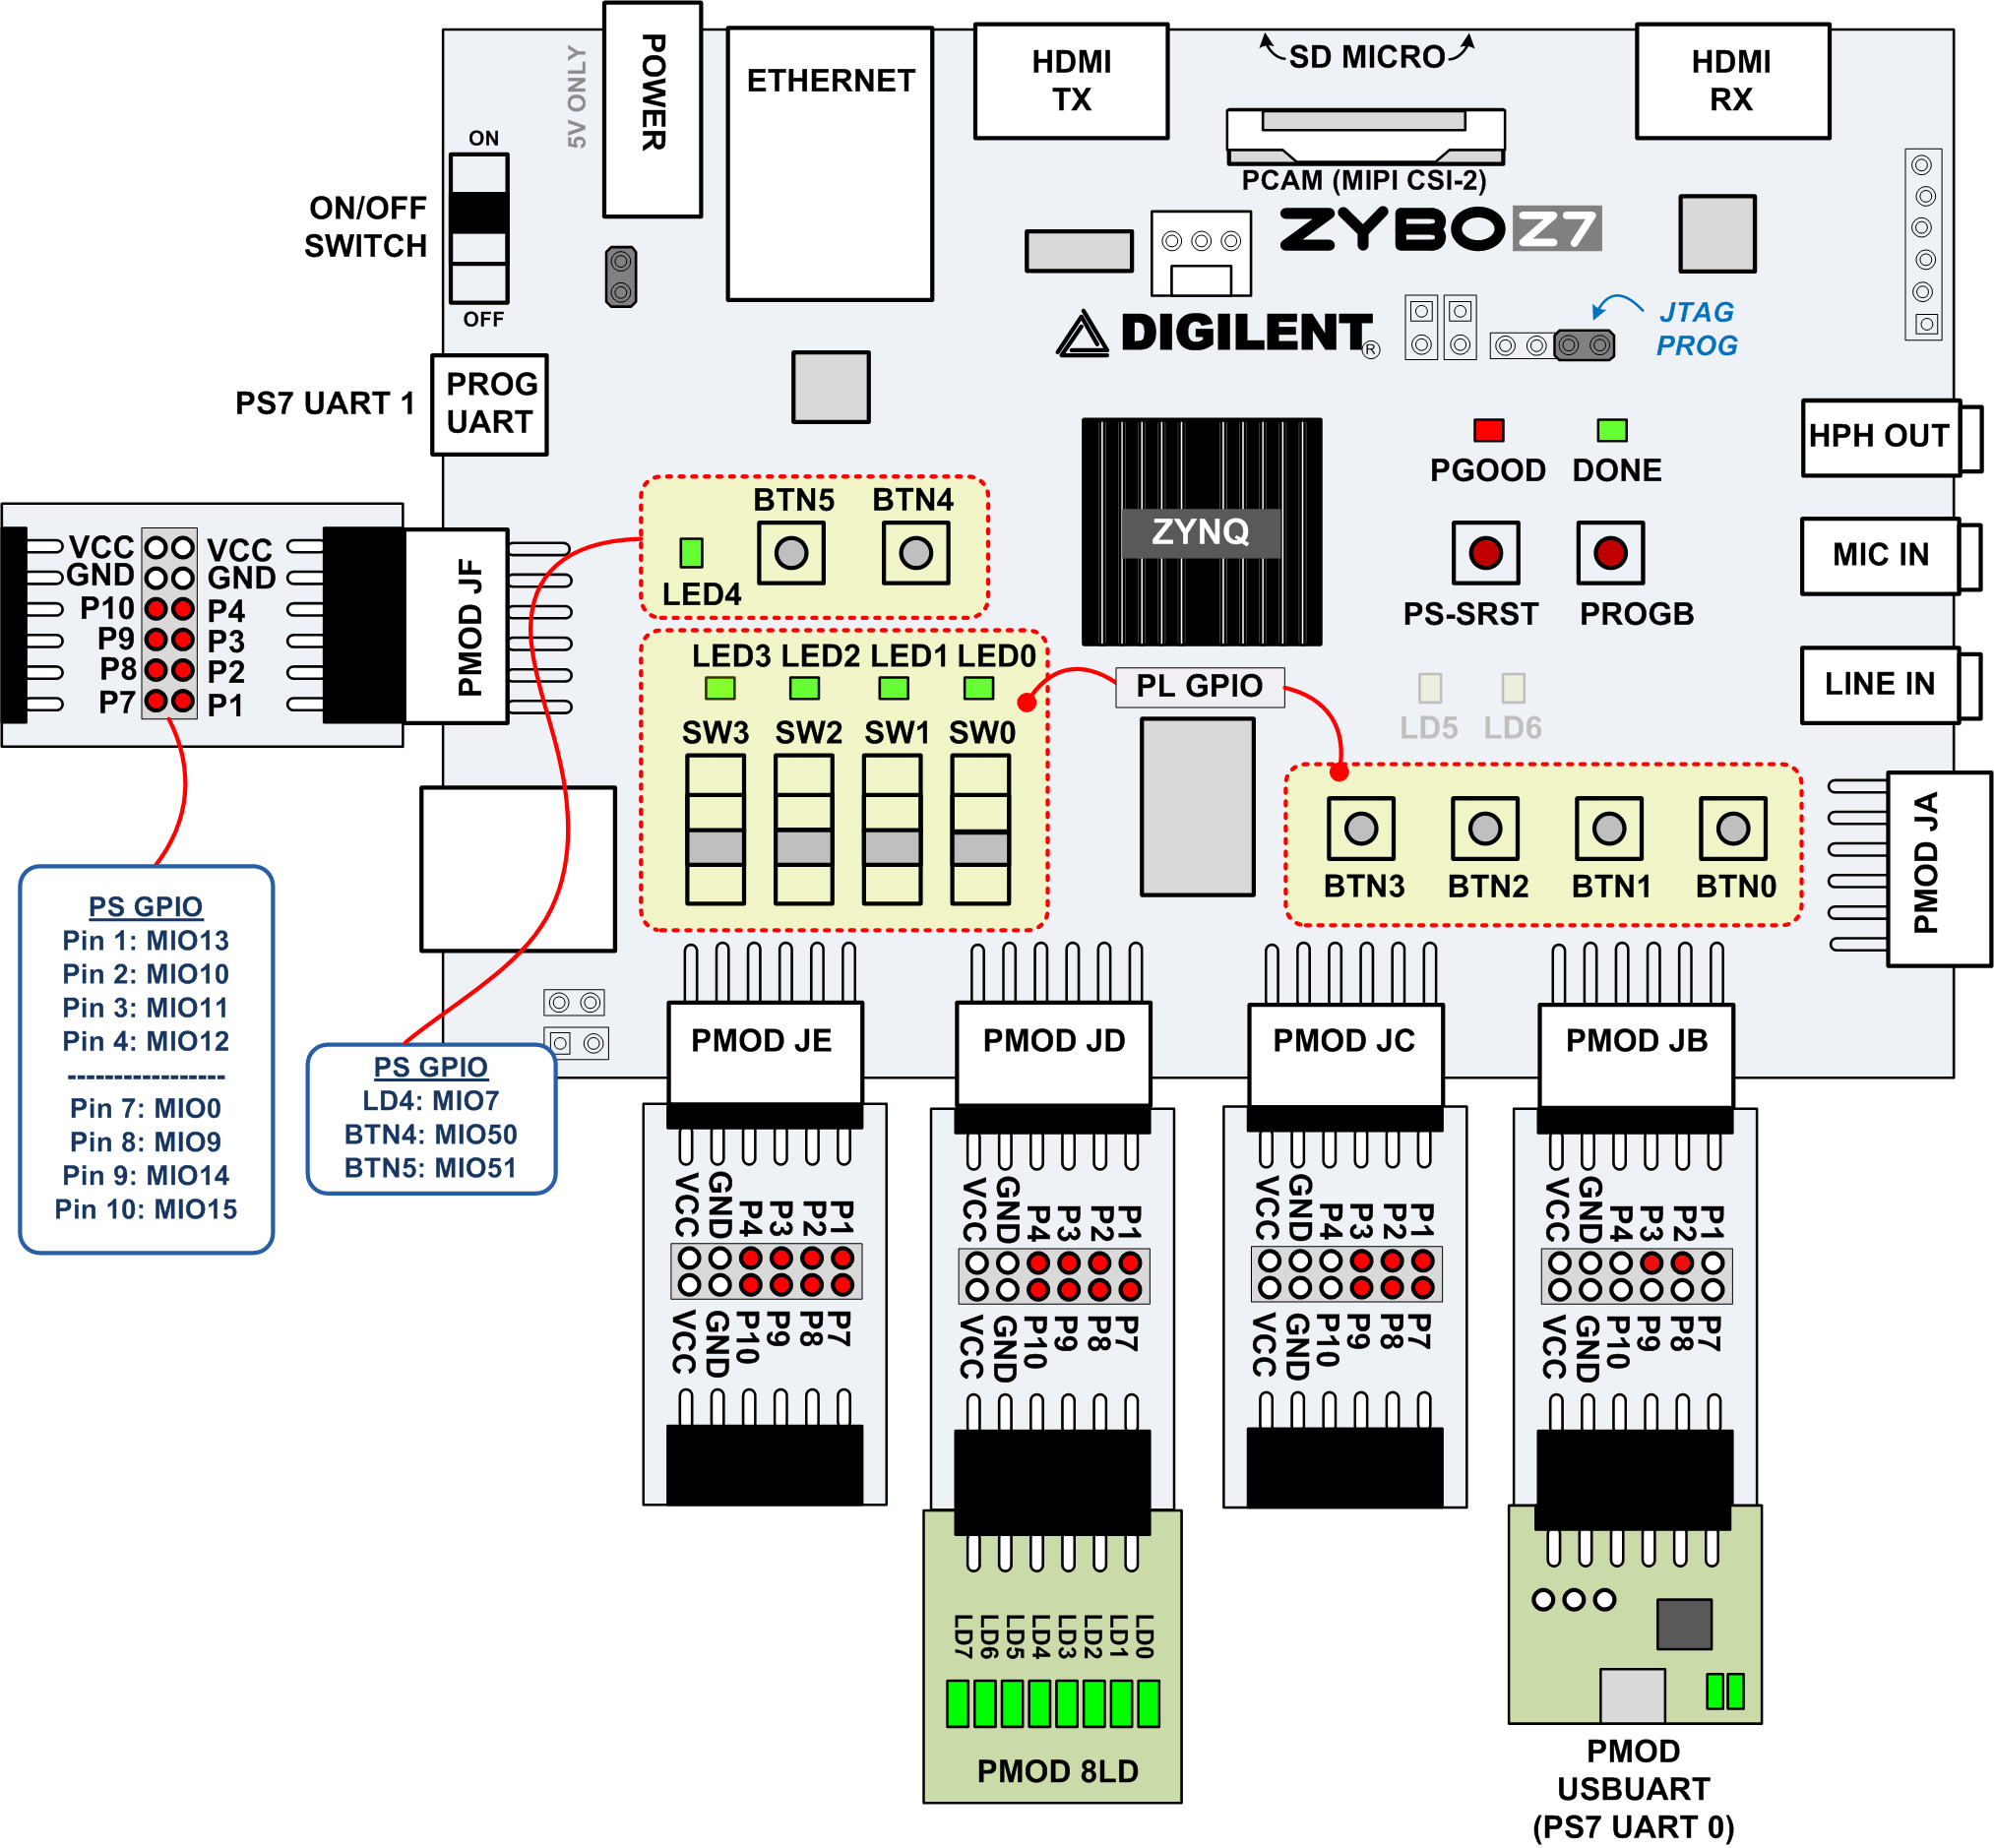 5V ONLY
POWER
ETHERNET
HDMI
TX
SD MICRO
HDMI
RX
PCAM (MIPI CSI-2)
ZYBO Z7
ON
ON/OFF
SWITCH
OFF
DIGILENT®
JTAG
PROG
PS7 UART 1
PROG
UART
PGOOD
DONE
HPH OUT
ZYNQ
PS-SRST
PROGB
MIC IN
LINE IN
BTN5
BTN4
LED4
LED3
LED2
LED1
LED0
PL GPIO
LD5
LD6
SW3
SW2
SW1
SW0
BTN3
BTN2
BTN1
BTN0
PMOD JA
PMOD JF
VCC
VCC
GND
GND
P10
P4
P9
P3
P8
P2
P7
P1
PS GPIO
Pin 1: MIO13
Pin 2: MIO10
Pin 3: MIO11
Pin 4: MIO12
-----------------
Pin 7: MIO0
Pin 8: MIO9
Pin 9: MIO14
Pin 10: MIO15
PS GPIO
LD4: MIO7
BTN4: MIO50
BTN5: MIO51
PMOD JE
VCC
GND
P4
P3
P2
P1
VCC
GND
P10
P9
P8
P7
PMOD JD
VCC
GND
P4
P3
P2
P1
VCC
GND
P10
P9
P8
P7
LD7
LD6
LD5
LD4
LD3
LD2
LD1
LD0
PMOD 8LD
PMOD JC
VCC
GND
P4
P3
P2
P1
VCC
GND
P10
P9
P8
P7
PMOD JB
VCC
GND
P4
P3
P2
P1
VCC
GND
P10
P9
P8
P7
PMOD
USBUART
(PS7 UART 0)